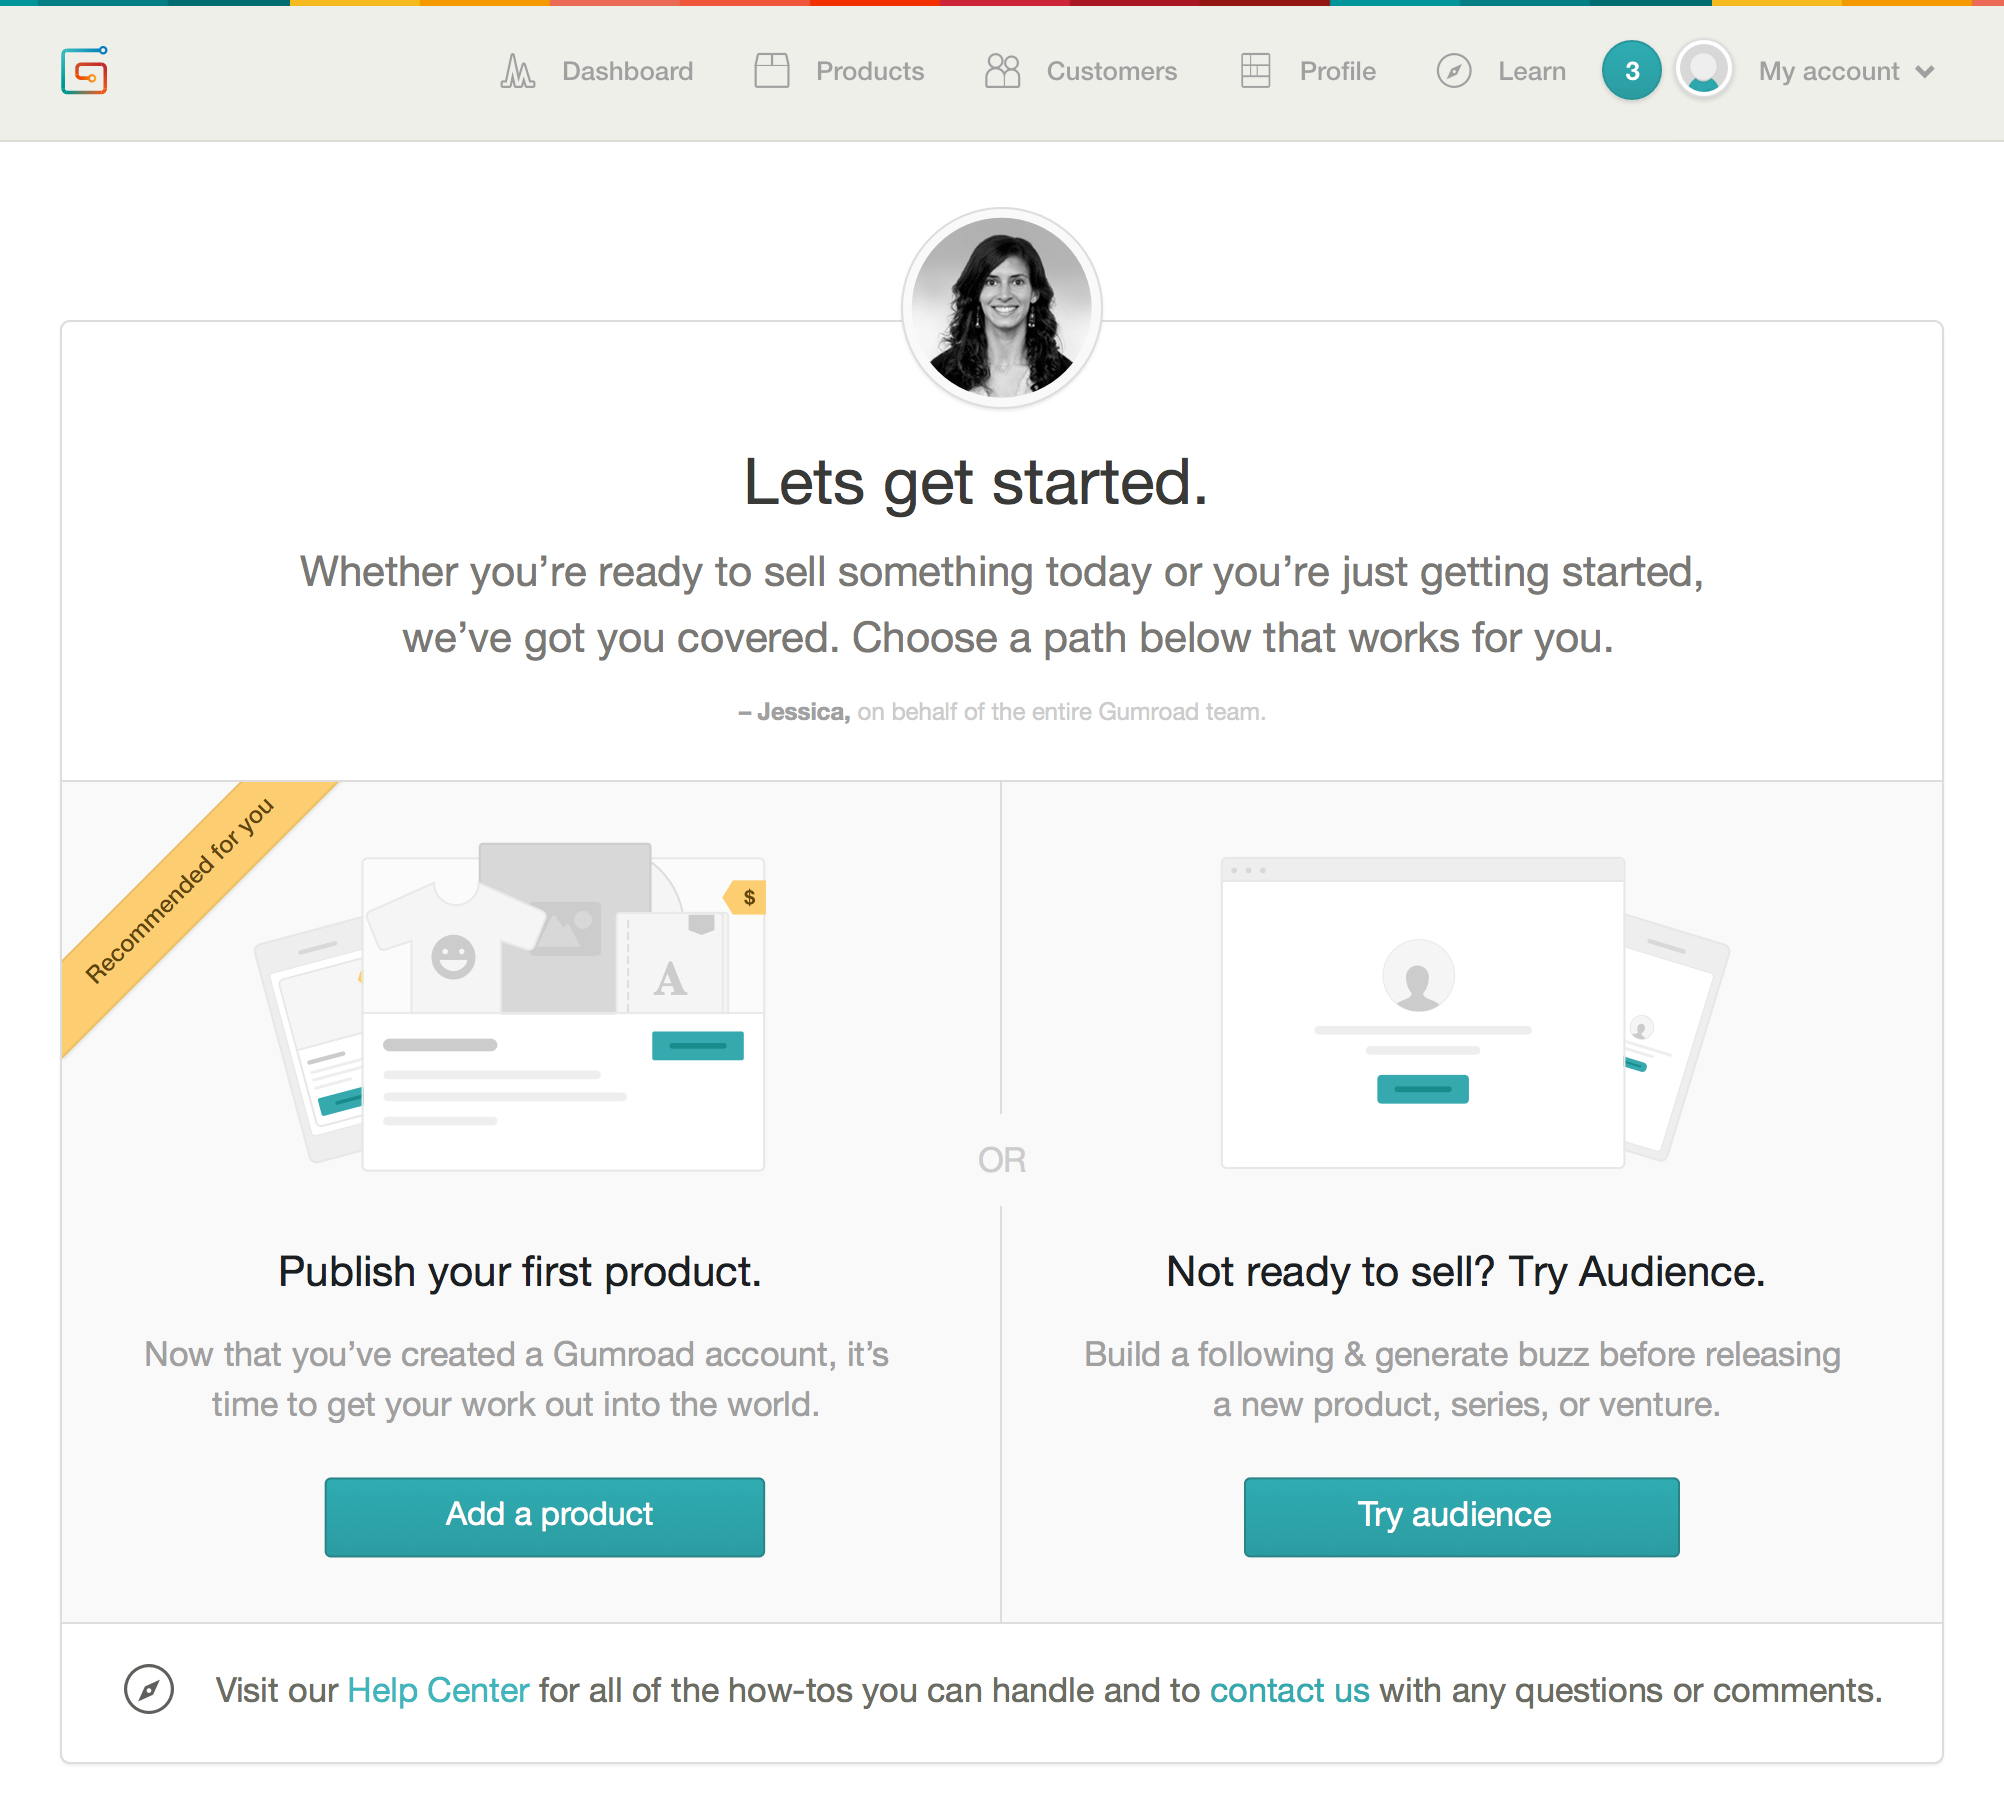 Dashboard
Products
Customers
Profile
Learn
3
My account
Lets get started.
Whether you’re ready to sell something today or you’re just getting started,
we’ve got you covered. Choose a path below that works for you.
– Jessica, on behalf of the entire Gumroad team.
Recommended for you
$
A
OR
Publish your first product.
Now that you’ve created a Gumroad account, it’s
time to get your work out into the world.
Add a product
Not ready to sell? Try Audience.
Build a following & generate buzz before releasing
a new product, series, or venture.
Try audience
Visit our Help Center for all of the how-tos you can handle and to contact us with any questions or comments.